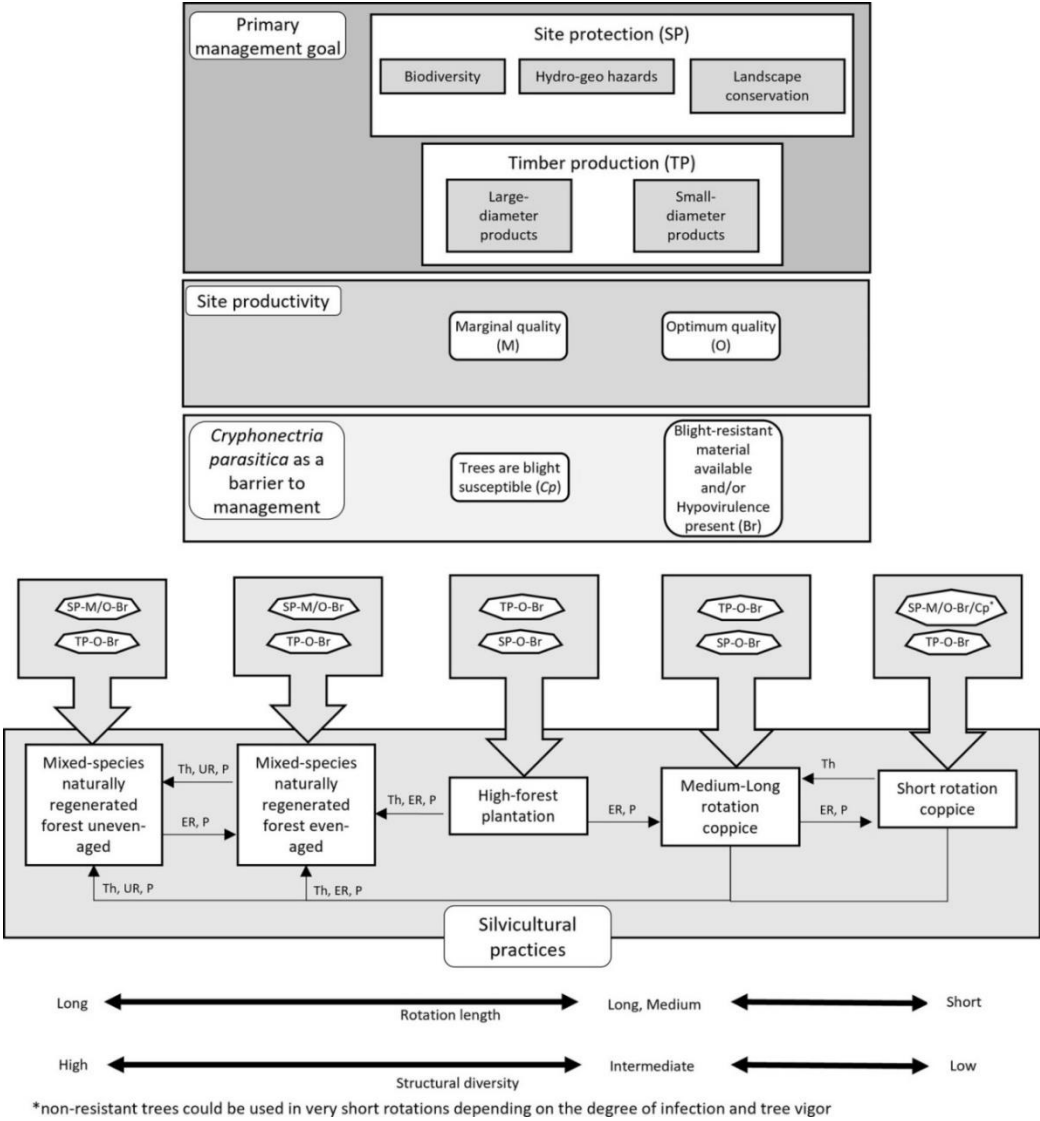 Primary
management goal
Site protection (SP)
Biodiversity
Hydro-geo hazards
Landscape
conservation
Timber production (TP)
Large-
diameter
products
Small-
diameter
products
Site productivity
Marginal quality
(M)
Optimum quality
(O)
Cryphonectria
parasitica as a
barrier to
management
Trees are blight
susceptible (Cp)
Blight-resistant
material
available
and/or
Hypovirulence
present (Br)
SP-M/O-Br
TP-O-Br
SP-M/O-Br
TP-O-Br
TP-O-Br
SP-O-Br
TP-O-Br
SP-O-Br
SP-M/O-Br/Cp*
TP-O-Br
Mixed-species
naturally
regenerated
forest uneven-
aged
Th, UR, P
ER, P
Mixed-species
naturally
regenerated
forest even-
aged
Th, ER, P
High-forest
plantation
ER, P
Medium-Long
rotation
coppice
Th
ER, P
Short rotation
coppice
Th, UR, P
Th, ER, P
Silvicultural
practices
Long
Rotation length
Long, Medium
Short
High
Structural diversity
Intermediate
Low
*non-resistant trees could be used in very short rotations depending on the degree of infection and tree vigor